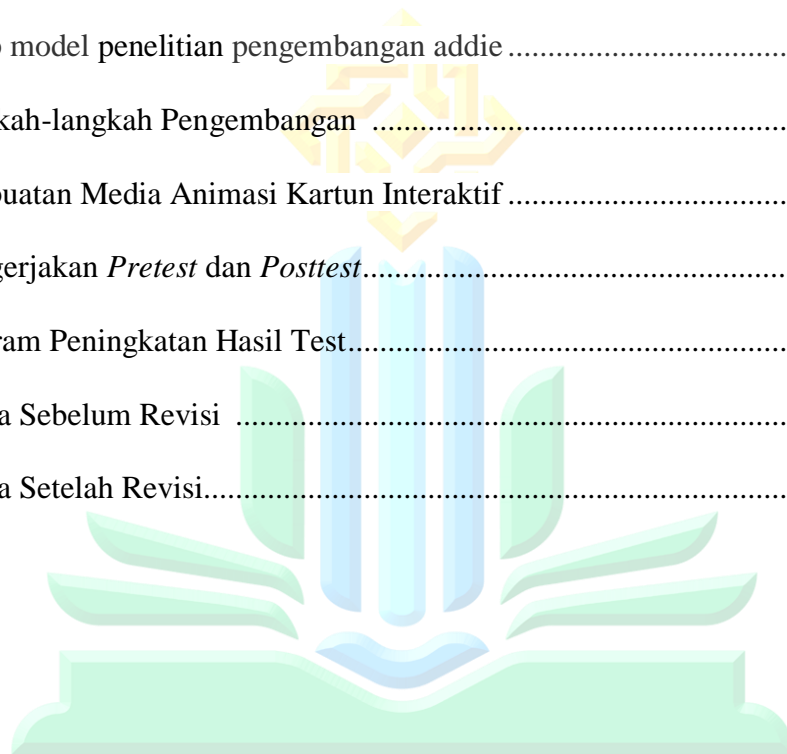 model penelitian pengembangan addie ........................................
kah-langkah Pengembangan ........................................
buatan Media Animasi Kartun Interaktif ........................................
gerjakan Pretest dan Posttest ........................................
ram Peningkatan Hasil Test ........................................
a Sebelum Revisi ........................................
a Setelah Revisi ........................................